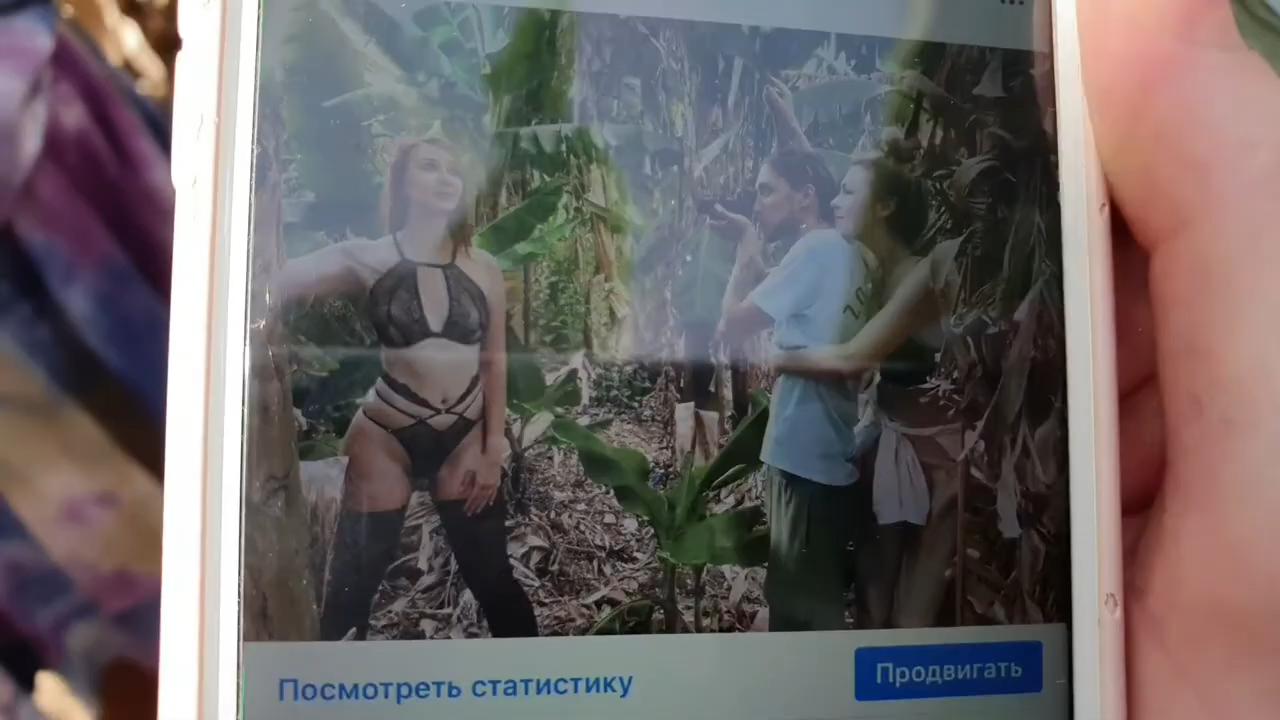 Посмотреть статистику
Продвигать